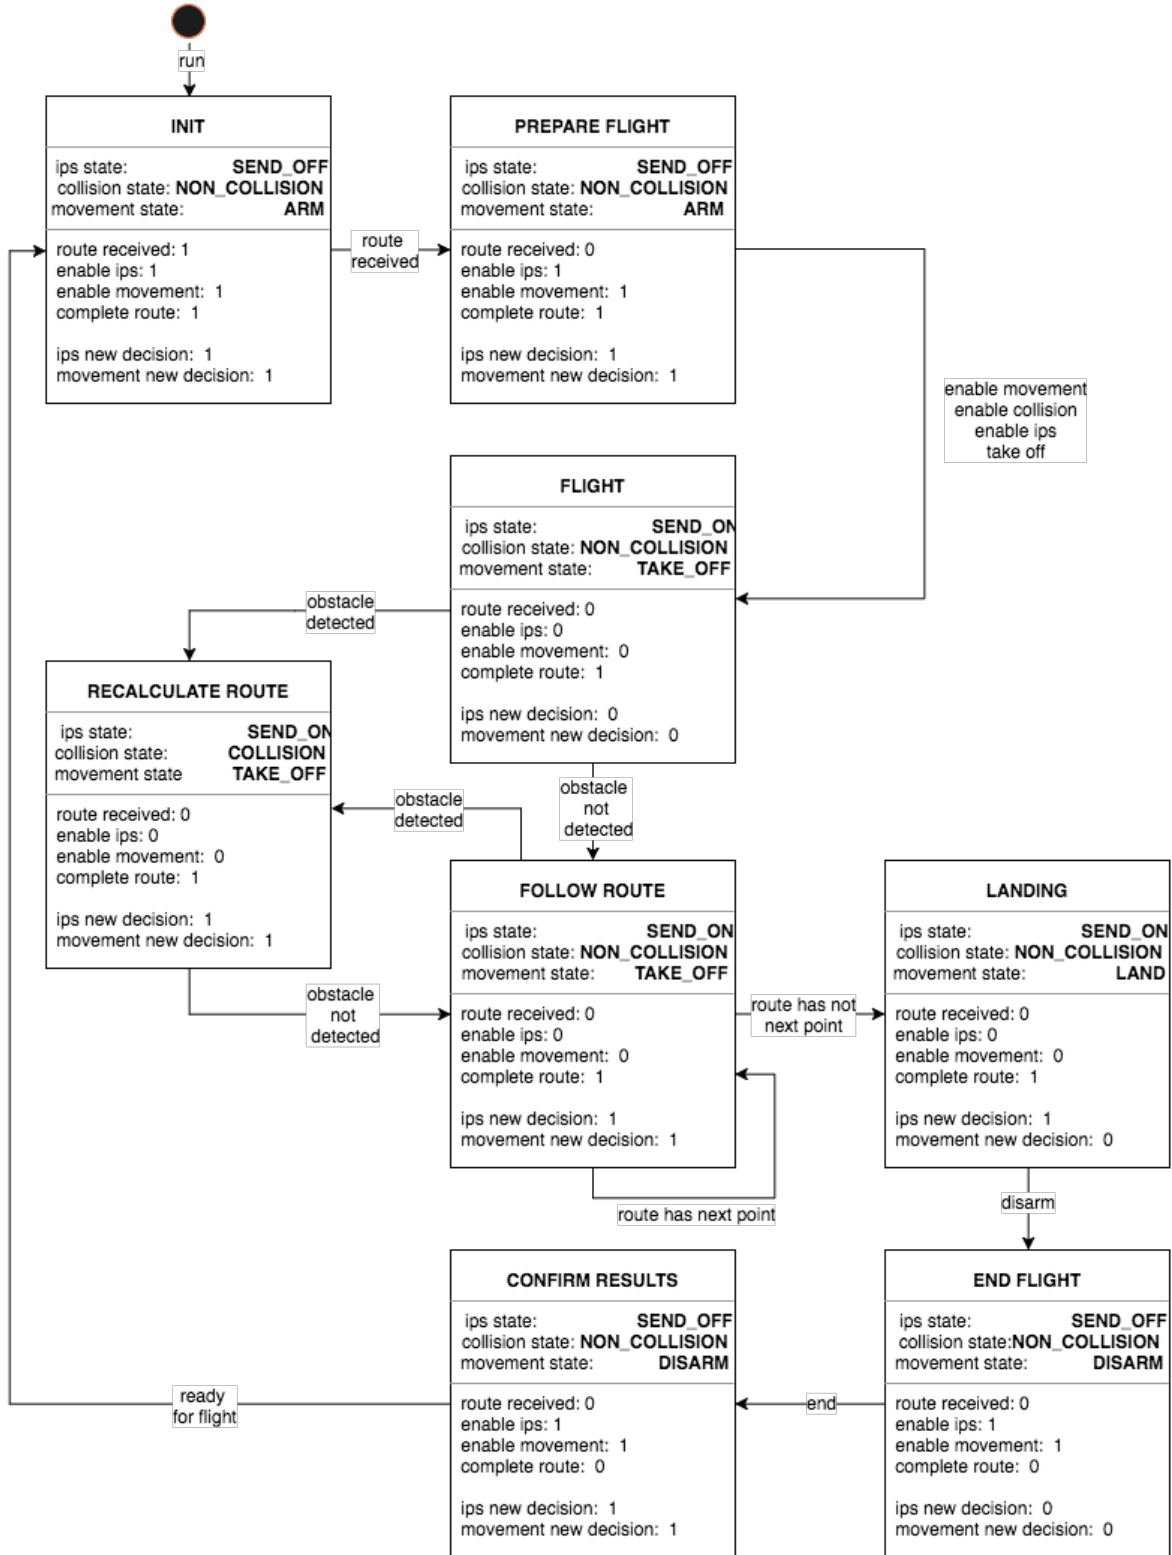 run
INIT
ips state: SEND_OFF
collision state: NON_COLLISION
movement state: ARM
route received: 1
enable ips: 1
enable movement: 1
complete route: 1
ips new decision: 1
movement new decision: 1
route
received
PREPARE FLIGHT
ips state: SEND_OFF
collision state: NON_COLLISION
movement state: ARM
route received: 0
enable ips: 1
enable movement: 1
complete route: 1
ips new decision: 1
movement new decision: 1
enable movement
enable collision
enable ips
take off
FLIGHT
ips state: SEND_ON
collision state: NON_COLLISION
movement state: TAKE_OFF
route received: 0
enable ips: 0
enable movement: 0
complete route: 1
ips new decision: 0
movement new decision: 0
obstacle
detected
RECALCULATE ROUTE
ips state: SEND_ON
collision state: COLLISION
movement state TAKE_OFF
route received: 0
enable ips: 0
enable movement: 0
complete route: 1
ips new decision: 1
movement new decision: 1
obstacle
detected
obstacle
not
detected
obstacle
not
detected
FOLLOW ROUTE
ips state: SEND_ON
collision state: NON_COLLISION
movement state: TAKE_OFF
route received: 0
enable ips: 0
enable movement: 0
complete route: 1
ips new decision: 1
movement new decision: 1
route has next point
route has not
next point
LANDING
ips state: SEND_ON
collision state: NON_COLLISION
movement state: LAND
route received: 0
enable ips: 0
enable movement: 0
complete route: 1
ips new decision: 1
movement new decision: 0
disarm
END FLIGHT
ips state: SEND_OFF
collision state:NON_COLLISION
movement state: DISARM
route received: 0
enable ips: 1
enable movement: 1
complete route: 0
ips new decision: 0
movement new decision: 0
end
CONFIRM RESULTS
ips state: SEND_OFF
collision state: NON_COLLISION
movement state: DISARM
route received: 0
enable ips: 1
enable movement: 1
complete route: 0
ips new decision: 1
movement new decision: 1
ready
for flight